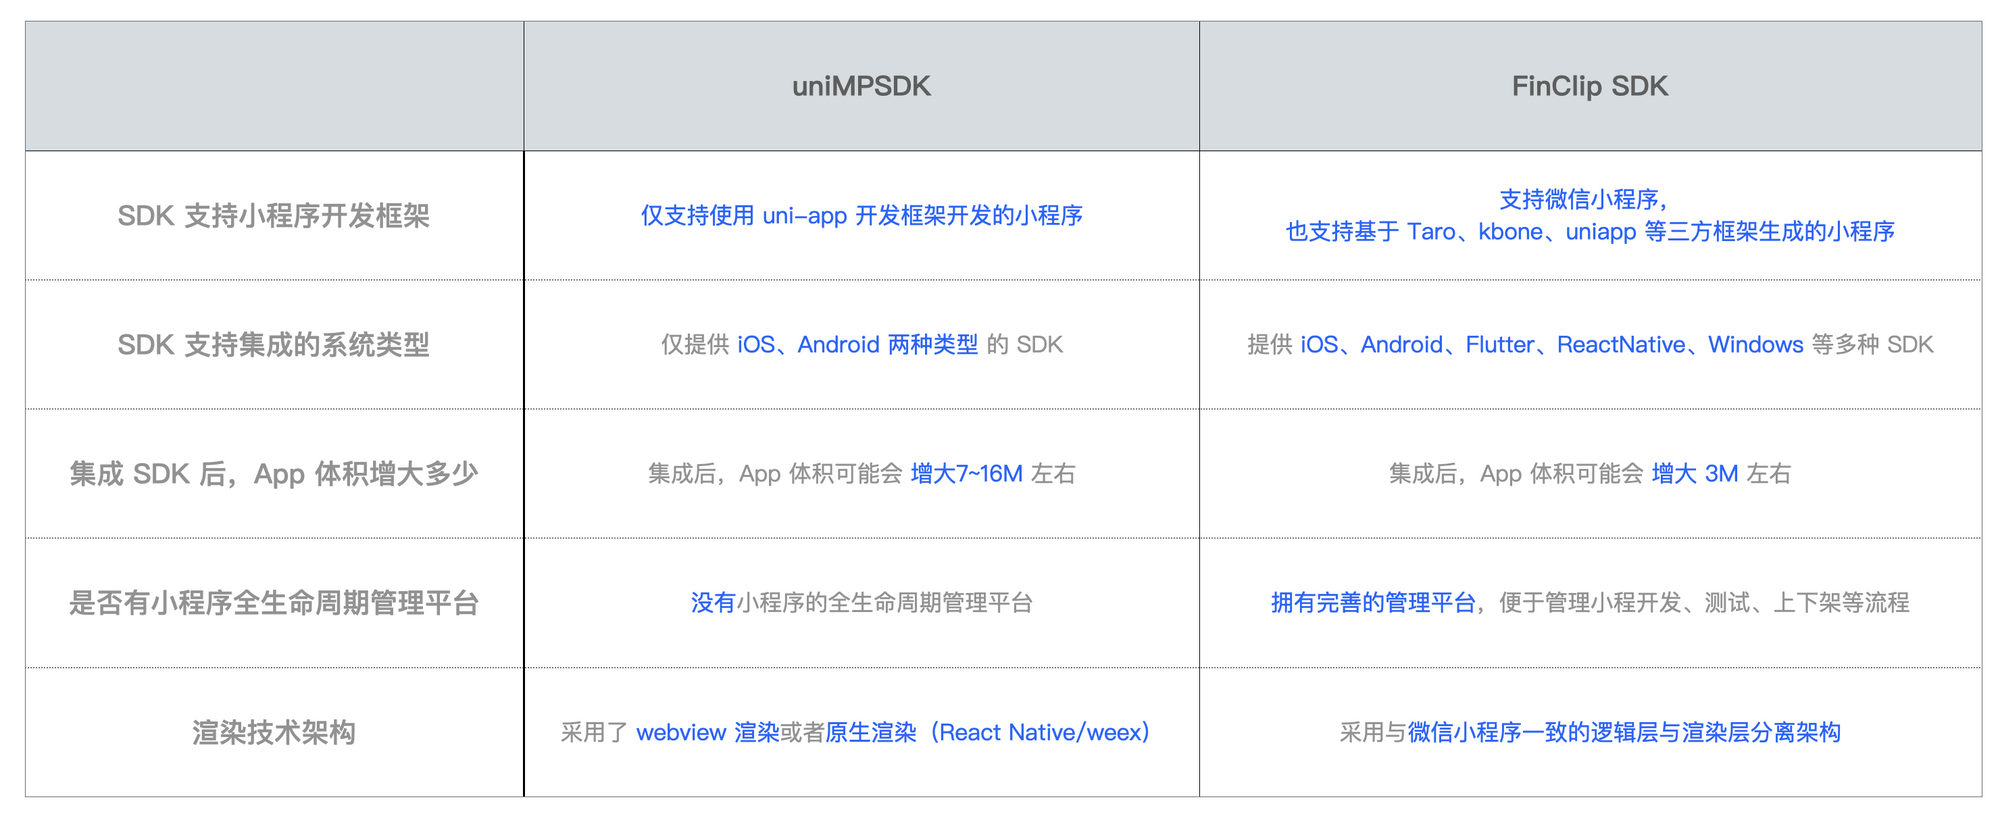 uniMPSDK
FinClip SDK
SDK 支持小程序开发框架
仅支持使用 uni-app 开发框架开发的小程序
支持微信小程序，
也支持基于 Taro、kbone、uniapp 等三方框架生成的小程序
SDK 支持集成的系统类型
仅提供 iOS、Android 两种类型 的 SDK
提供 iOS、Android、Flutter、ReactNative、Windows 等多种 SDK
集成 SDK 后，App 体积增大多少
集成后，App 体积可能会 增大7~16M 左右
集成后，App 体积可能会 增大 3M 左右
是否有小程序全生命周期管理平台
没有小程序的全生命周期管理平台
拥有完善的管理平台，便于管理小程开发、测试、上下架等流程
渲染技术架构
采用了 webview 渲染或者原生渲染（React Native/weex）
采用与微信小程序一致的逻辑层与渲染层分离架构